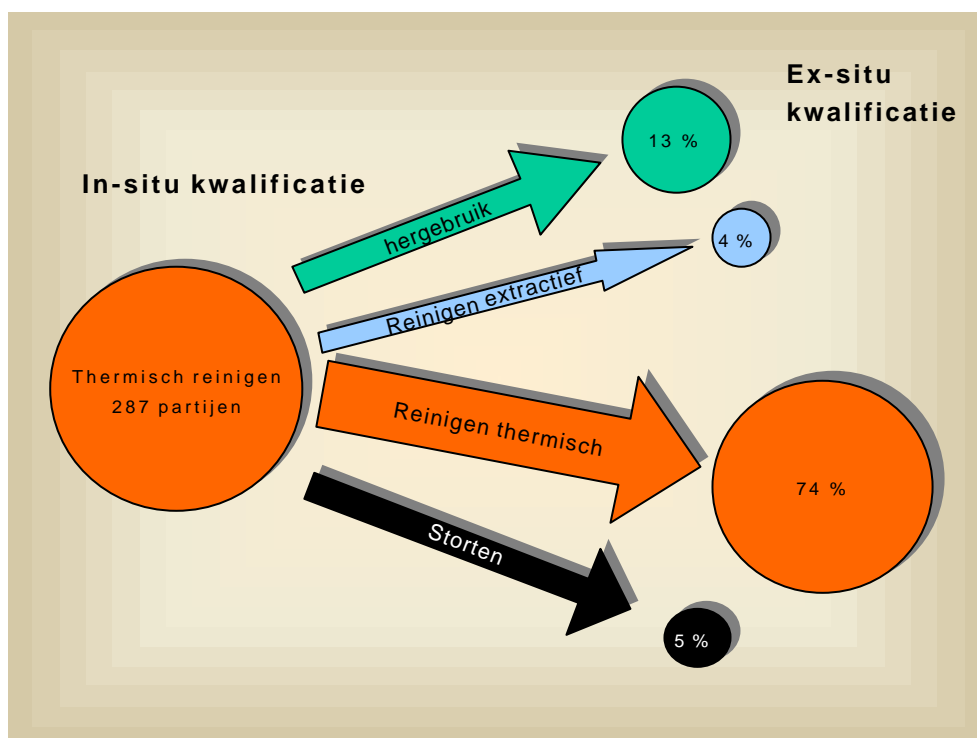 Ex-situ
kwalificatie
13 %
In-situ kwalificatie
hergebruik
4 %
Reinigen extractief
Thermisch reinigen
287 partijen
Reinigen thermisch
74 %
Storten
5 %